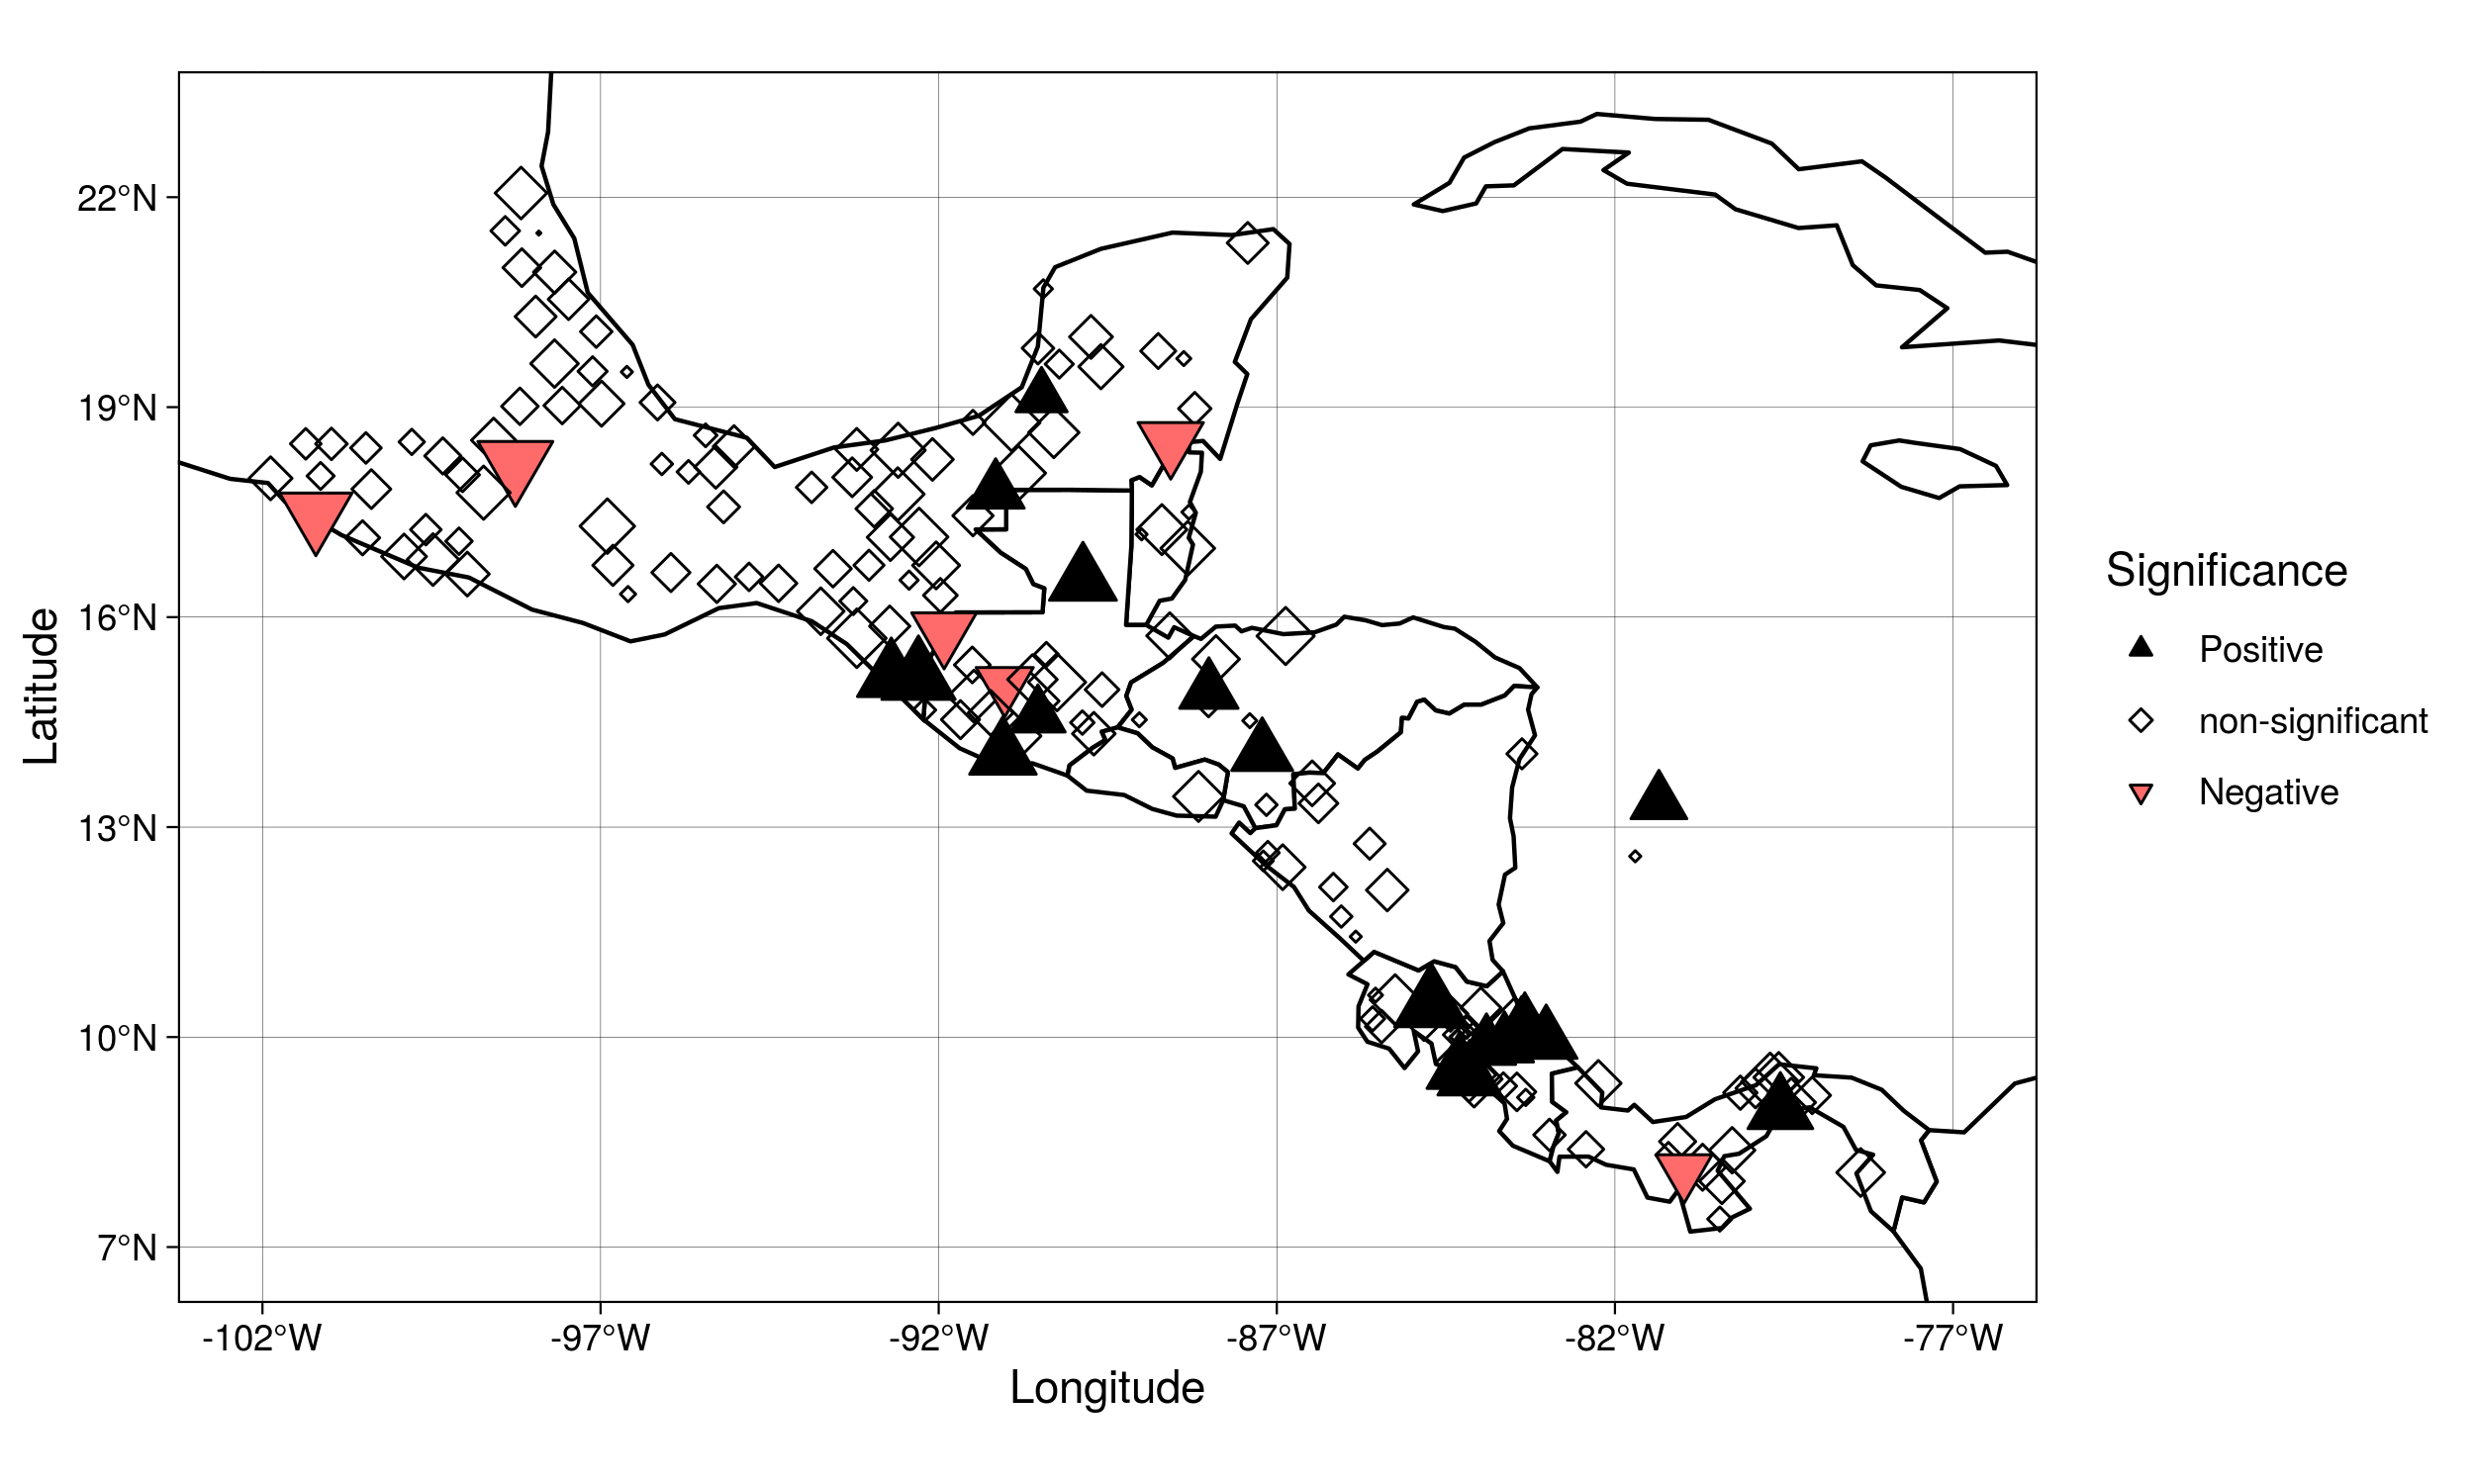 22°N
19°N
16°N
13°N
10°N
7°N
Latitude
-102°W
-97°W
-92°W
-87°W
-82°W
-77°W
Longitude
Significance
Positive
non-significant
Negative